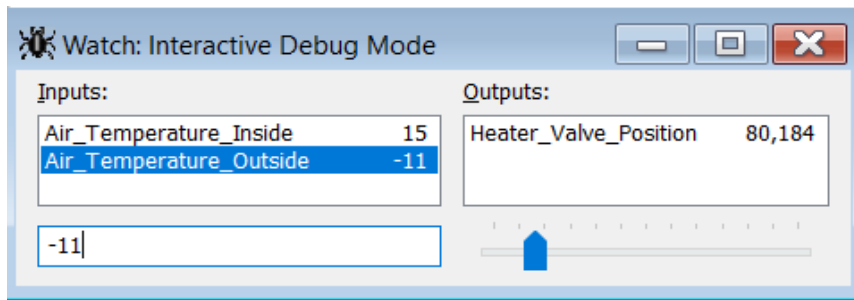 Watch: Interactive Debug Mode
Inputs:
Outputs:
Air_Temperature_Inside 15
Air_Temperature_Outside -11
Heater_Valve_Position 80,184
-11